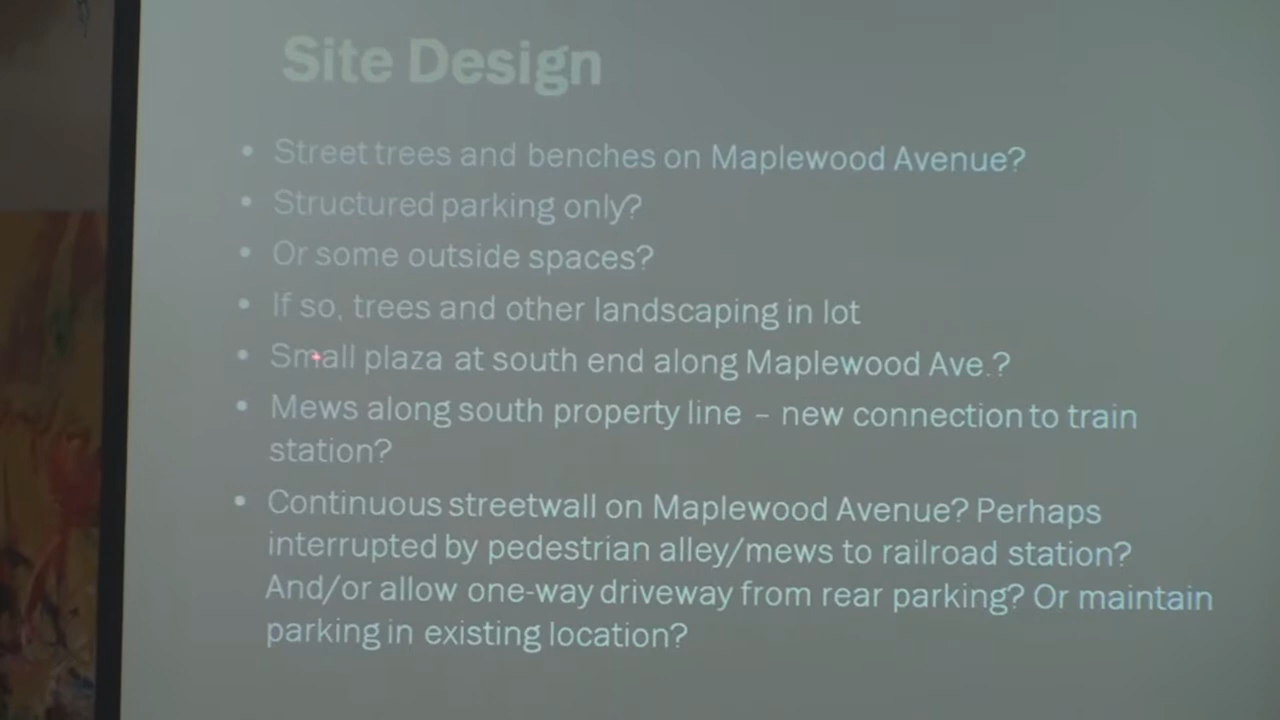 Site Design
• Street trees and benches on Maplewood Avenue?
• Structured parking only?
• Or some outside spaces?
• If so, trees and other landscaping in lot
• Small plaza at south end along Maplewood Ave.?
• Mews along south property line – new connection to train
station?
• Continuous streetwall on Maplewood Avenue? Perhaps
interrupted by pedestrian alley/mews to railroad station?
And/or allow one-way driveway from rear parking? Or maintain
parking in existing location?